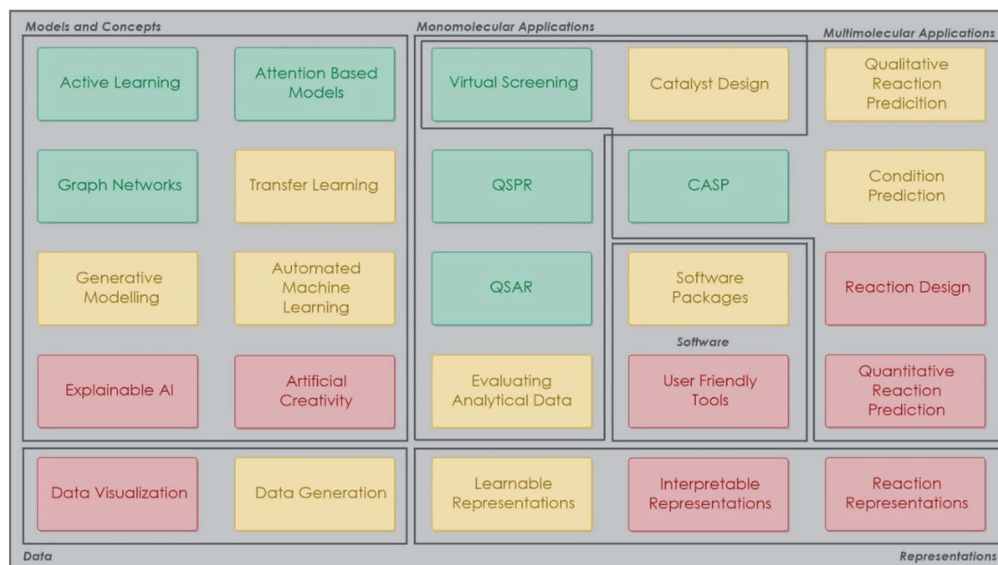 Models and Concepts
Monomolecular Applications
Multimolecular Applications
Active Learning
Attention Based
Models
Virtual Screening
Catalyst Design
Qualitative
Reaction
Predicition
Graph Networks
Transfer Learning
QSPR
CASP
Condition
Prediction
Generative
Modelling
Automated
Machine
Learning
QSAR
Software
Packages
Reaction Design
Software
Explainable AI
Artificial
Creativity
Evaluating
Analytical Data
User Friendly
Tools
Quantitative
Reaction
Prediction
Data Visualization
Data Generation
Learnable
Representations
Interpretable
Representations
Reaction
Representations
Data
Representations